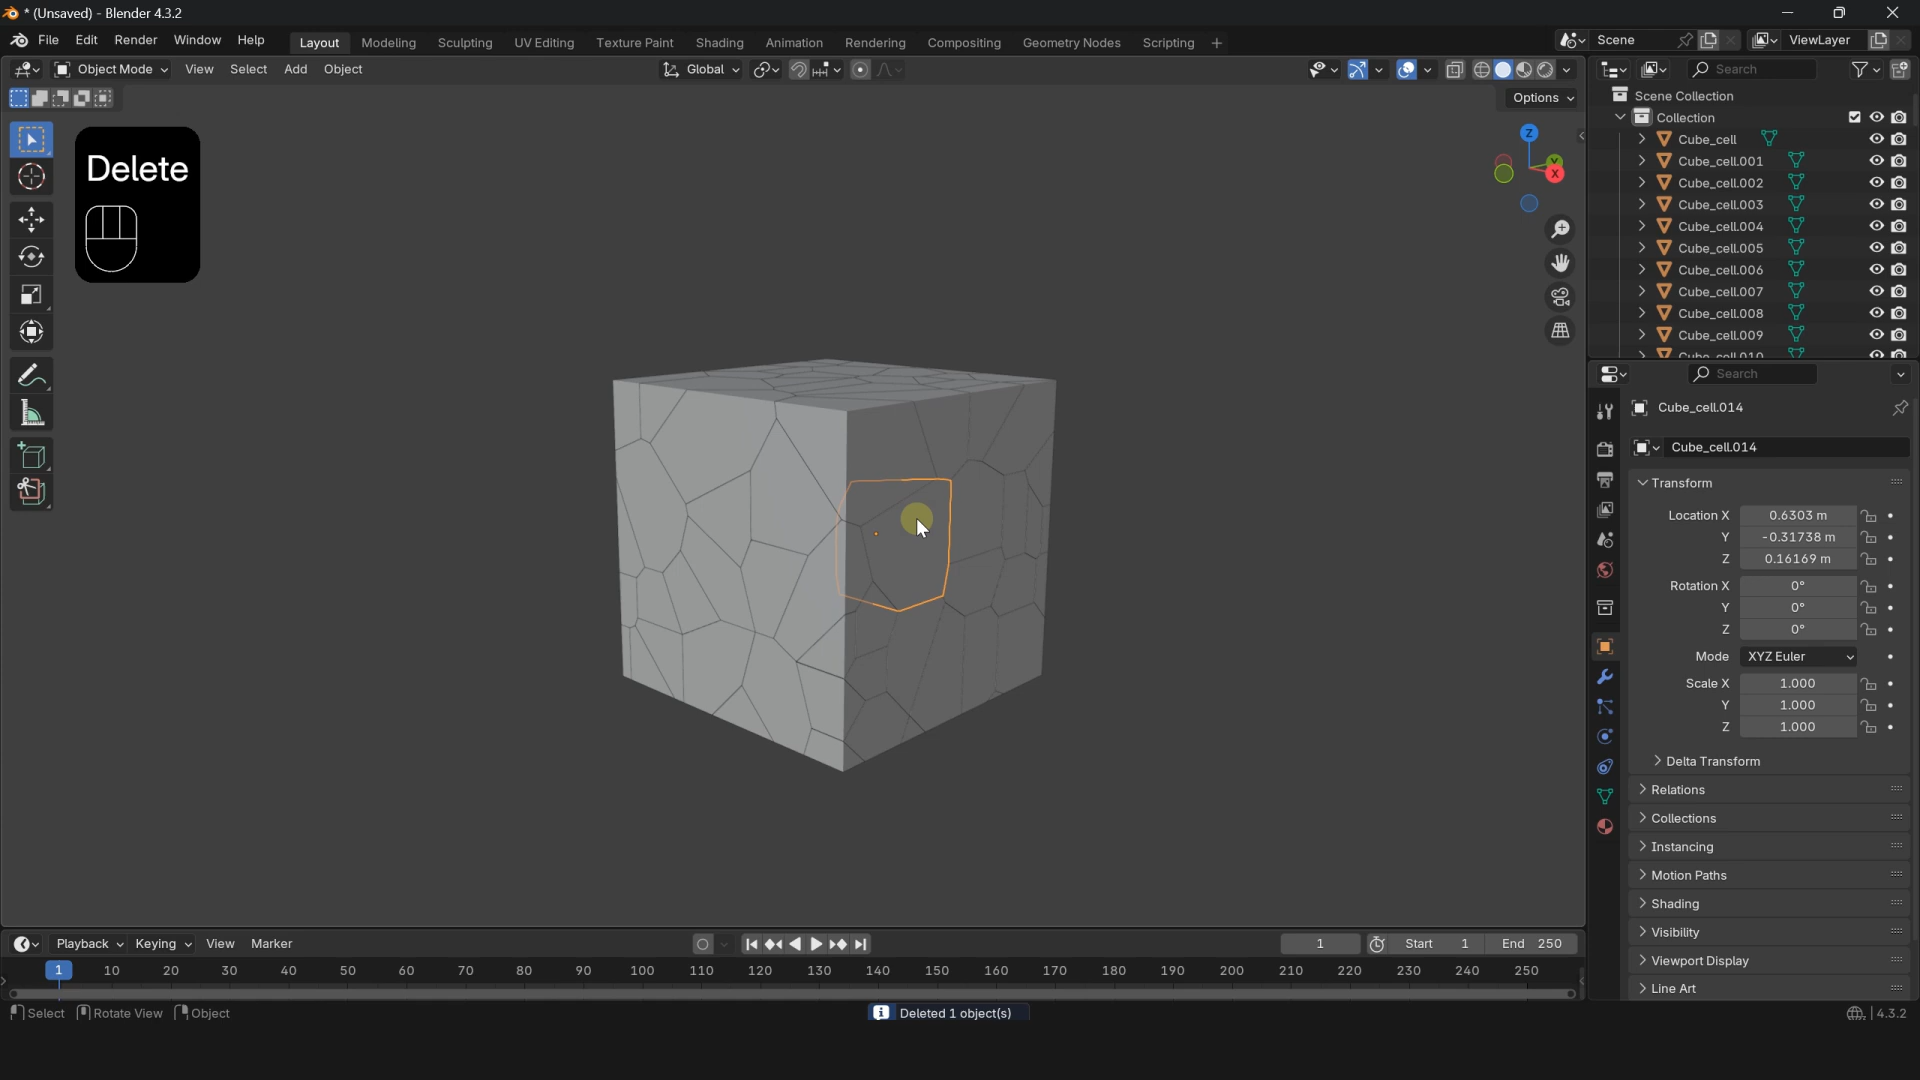 * (Unsaved) - Blender 4.3.2
File Edit Render Window Help Layout Modeling Sculpting UV Editing Texture Paint Shading Animation Rendering Compositing Geometry Nodes Scripting + Scene ViewLayer
Object Mode View Select Add Object Global Search
Options
Delete
Z
Y
X
Scene Collection
Collection
Cube_cell
Cube_cell.001
Cube_cell.002
Cube_cell.003
Cube_cell.004
Cube_cell.005
Cube_cell.006
Cube_cell.007
Cube_cell.008
Cube_cell.009
Cube_cell.010
Search
Cube_cell.014
Cube_cell.014
Transform
Location X 0.6303 m
Y -0.31738 m
Z 0.16169 m
Rotation X 0°
Y 0°
Z 0°
Mode XYZ Euler
Scale X 1.000
Y 1.000
Z 1.000
Delta Transform
Relations
Collections
Instancing
Motion Paths
Shading
Visibility
Viewport Display
Line Art
Playback Keying View Marker 1 Start 1 End 250
1 10 20 30 40 50 60 70 80 90 100 110 120 130 140 150 160 170 180 190 200 210 220 230 240 250
Select Rotate View Object Deleted 1 object(s) 4.3.2